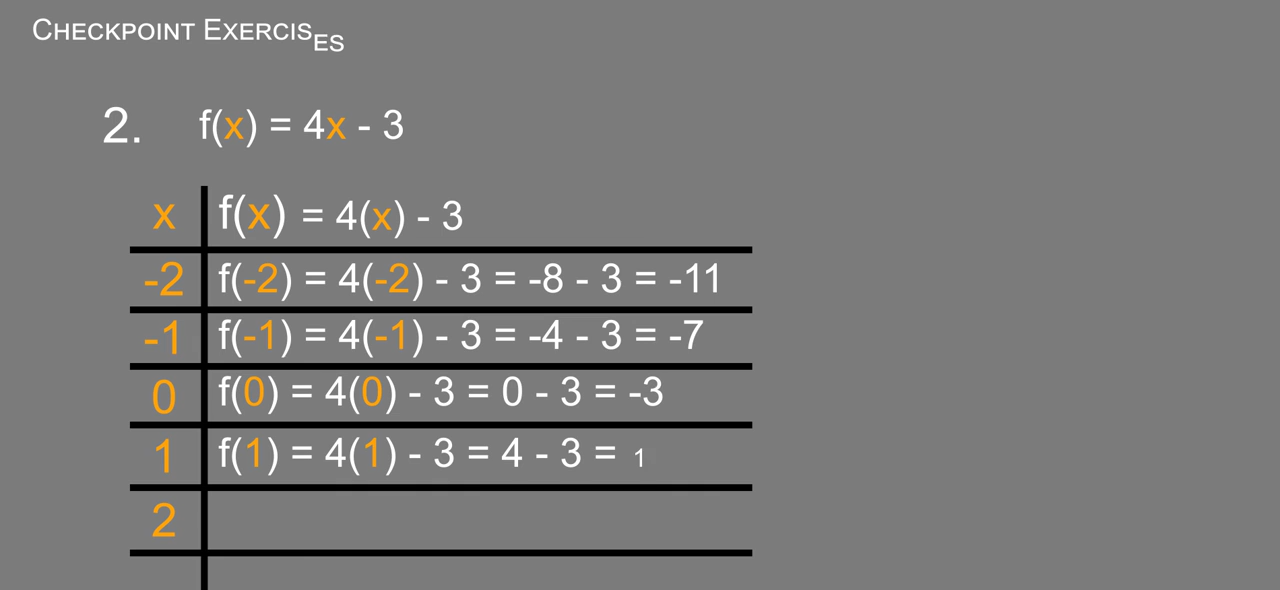 CHECKPOINT EXERCISES
2. f(x) = 4x - 3
x f(x) = 4(x) - 3
-2 f(-2) = 4(-2) - 3 = -8 - 3 = -11
-1 f(-1) = 4(-1) - 3 = -4 - 3 = -7
0 f(0) = 4(0) - 3 = 0 - 3 = -3
1 f(1) = 4(1) - 3 = 4 - 3 = 1
2